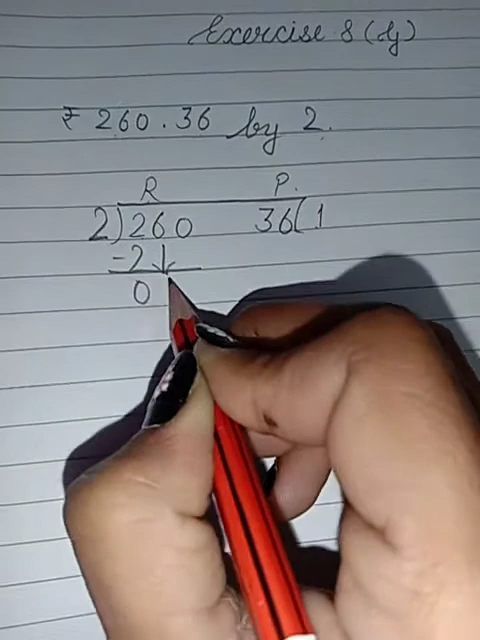 Exercise 8 (d)
₹ 260.36 by 2.
R P.
2)260 36(1
-2↓
0